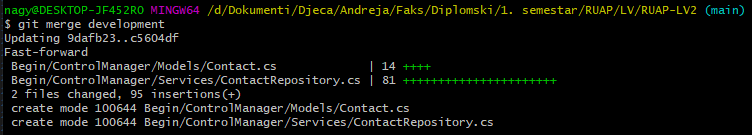 nagy@DESKTOP-JF452RO MINGW64 /d/Dokumenti/Djeca/Andreja/Faks/Diplomski/1. semestar/RUAP/LV/RUAP-LV2 (main)
$ git merge development
Updating 9dafb23..c5604df
Fast-forward
 Begin/ControlManager/Models/Contact.cs             | 14 ++++
 Begin/ControlManager/Services/ContactRepository.cs | 81 ++++++++++++++++++++++
 2 files changed, 95 insertions(+)
 create mode 100644 Begin/ControlManager/Models/Contact.cs
 create mode 100644 Begin/ControlManager/Services/ContactRepository.cs